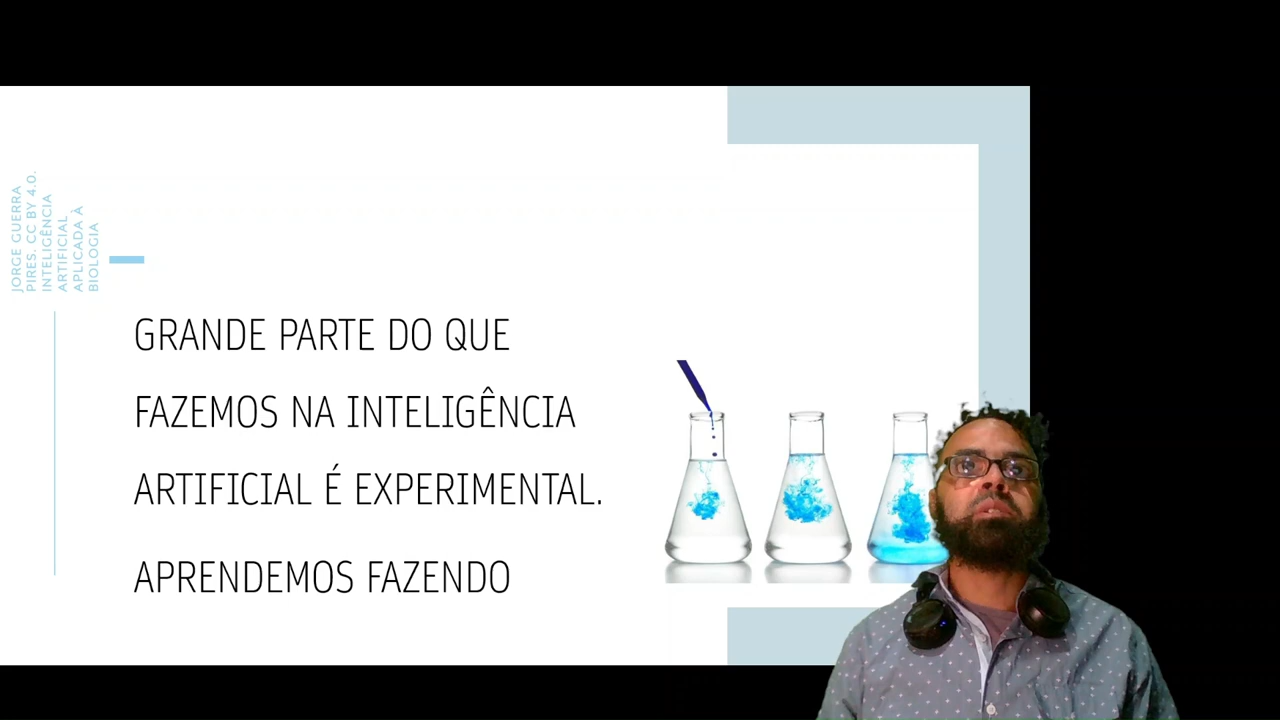 JORGE GUERRA
PIRES. CC BY 4.0.
INTELIGÊNCIA
ARTIFICIAL
APLICADA À
BIOLOGIA
GRANDE PARTE DO QUE
FAZEMOS NA INTELIGÊNCIA
ARTIFICIAL É EXPERIMENTAL.
APRENDEMOS FAZENDO